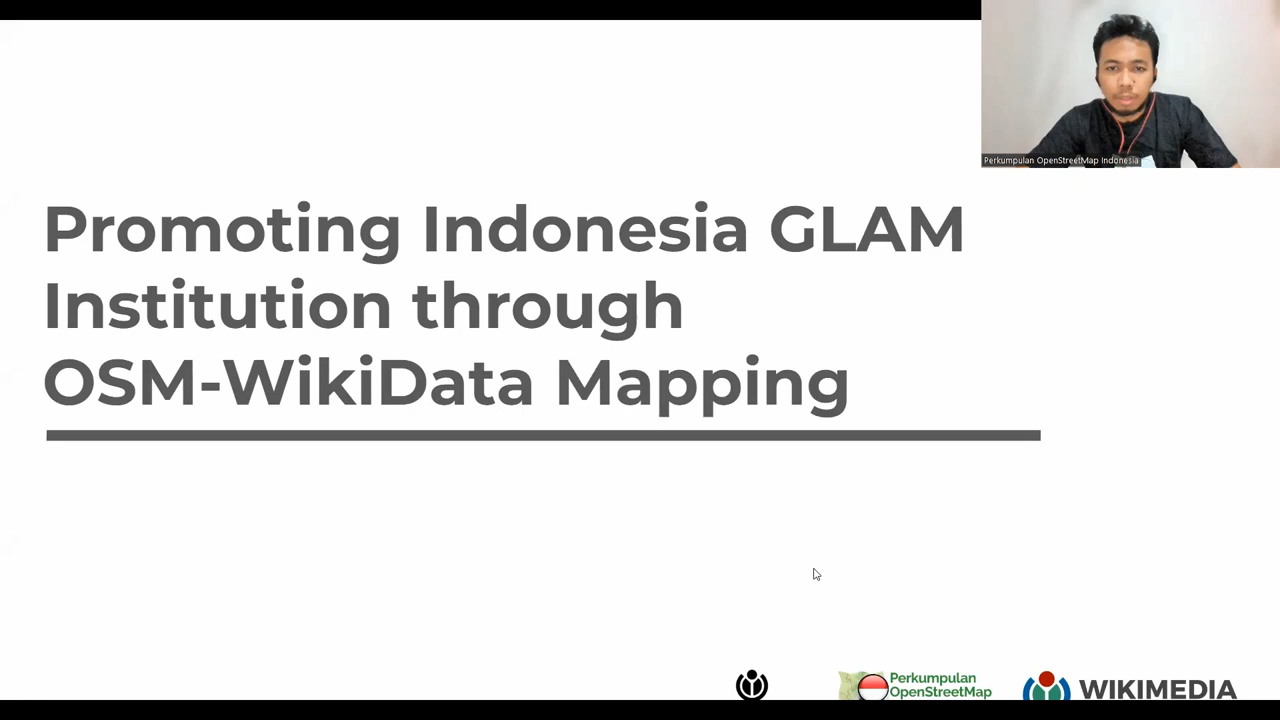 Perkumpulan OpenStreetMap Indonesia
Promoting Indonesia GLAM
Institution through
OSM-WikiData Mapping
Perkumpulan
OpenStreetMap
WIKIMEDIA